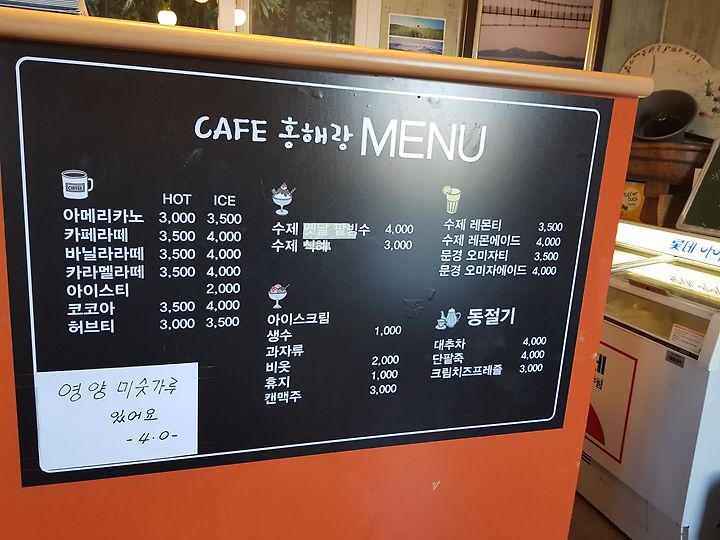 CAFE 홍해랑 MENU
COFFEE
HOT ICE
아메리카노 3,000 3,500
카페라떼 3,500 4,000
바닐라라떼 3,500 4,000
카라멜라떼 3,500 4,000
아이스티 2,000
코코아 3,500 4,000
허브티 3,000 3,500
영양 미숫가루
있어요
-4.0-
수제 옛날 팥빙수 4,000
수제 식혜 3,000
아이스크림
생수 1,000
과자류
비옷 2,000
휴지 1,000
캔맥주 3,000
수제 레몬티 3,500
수제 레몬에이드 4,000
문경 오미자티 3,500
문경 오미자에이드 4,000
동절기
대추차 4,000
단팥죽 4,000
크림치즈프레즐 3,000
롯데